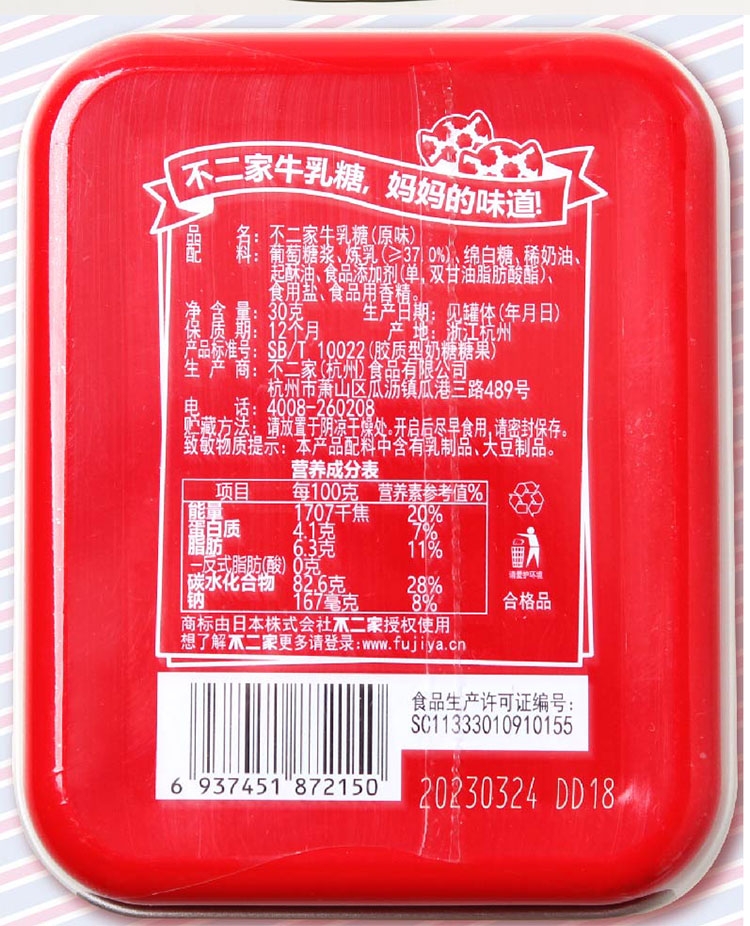 不二家牛乳糖，妈妈的味道!
品 名：不二家牛乳糖(原味)
配 料：葡萄糖浆、炼乳(≥37.0%)、绵白糖、稀奶油、
起酥油、食品添加剂(单，双甘油脂肪酸酯)、
食用盐、食品用香精。
净 含 量：30克 生产日期：见罐体(年月日)
保 质 期：12个月 产 地：浙江杭州
产品标准号：SB/T 10022(胶质型奶糖糖果)
生 产 商：不二家(杭州)食品有限公司
杭州市萧山区瓜沥镇瓜港三路489号
电 话：4008-260208
贮藏方法：请放置于阴凉干燥处。开启后尽早食用，请密封保存。
致敏物质提示：本产品配料中含有乳制品、大豆制品。
营养成分表
项目 每100克 营养素参考值%
能量 1707千焦 20%
蛋白质 4.1克 7%
脂肪 6.3克 11%
—反式脂肪(酸) 0克
碳水化合物 82.6克 28%
钠 167毫克 8%
请爱护环境
合格品
商标由日本株式会社不二家授权使用
想了解不二家更多请登录:www.fujiya.cn
食品生产许可证编号:
SC11333010910155
6 937451 872150
20230324 DD18